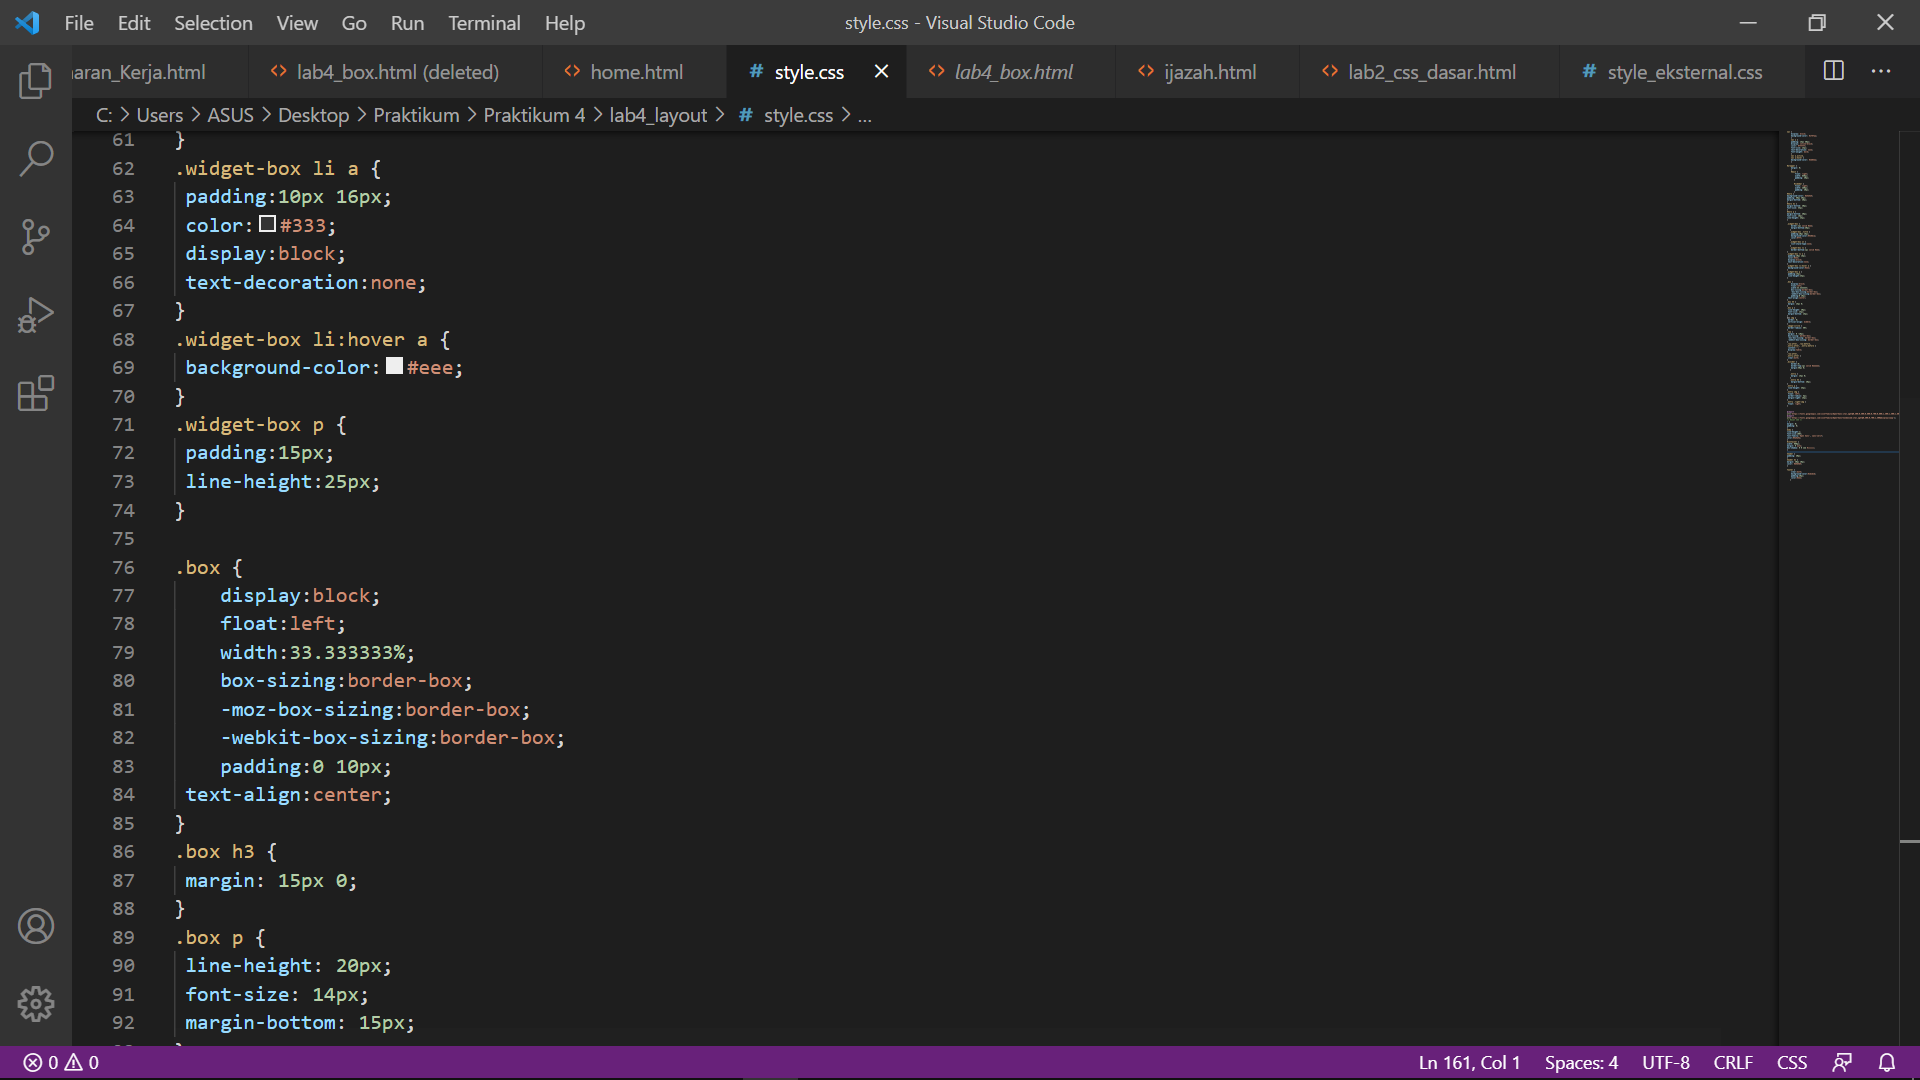 File Edit Selection View Go Run Terminal Help
style.css - Visual Studio Code
aran_Kerja.html lab4_box.html (deleted) home.html # style.css lab4_box.html ijazah.html lab2_css_dasar.html # style_eksternal.css ...
C: > Users > ASUS > Desktop > Praktikum > Praktikum 4 > lab4_layout > # style.css > ...
61 }
62 .widget-box li a {
63 padding:10px 16px;
64 color:#333;
65 display:block;
66 text-decoration:none;
67 }
68 .widget-box li:hover a {
69 background-color:#eee;
70 }
71 .widget-box p {
72 padding:15px;
73 line-height:25px;
74 }
75
76 .box {
77 display:block;
78 float:left;
79 width:33.333333%;
80 box-sizing:border-box;
81 -moz-box-sizing:border-box;
82 -webkit-box-sizing:border-box;
83 padding:0 10px;
84 text-align:center;
85 }
86 .box h3 {
87 margin: 15px 0;
88 }
89 .box p {
90 line-height: 20px;
91 font-size: 14px;
92 margin-bottom: 15px;
0 0 Ln 161, Col 1 Spaces: 4 UTF-8 CRLF CSS